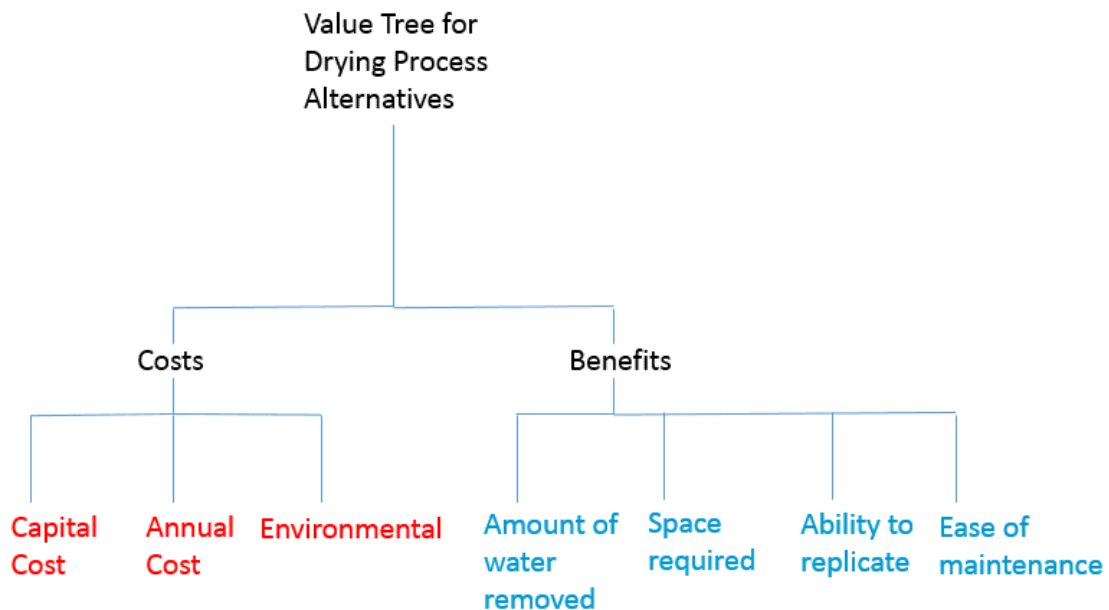 Value Tree for
Drying Process
Alternatives
Costs
Benefits
Capital
Cost
Annual
Cost
Environmental
Amount of
water
removed
Space
required
Ability to
replicate
Ease of
maintenance